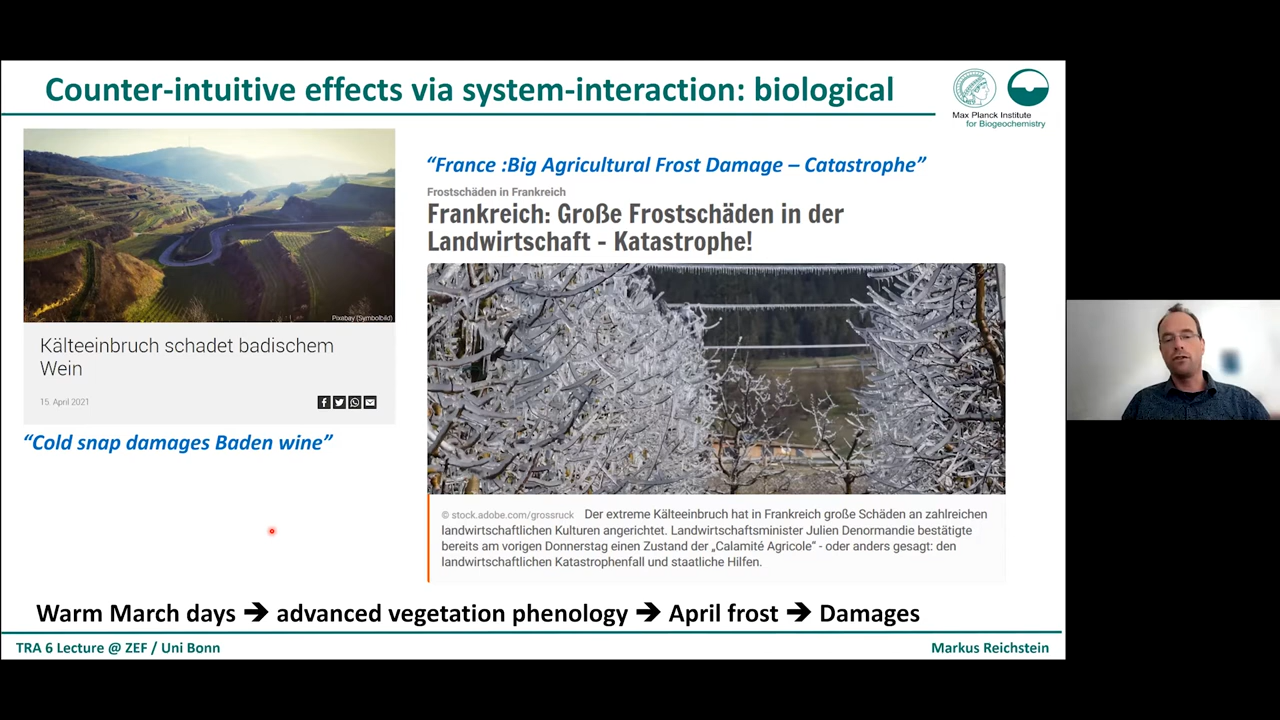 Counter-intuitive effects via system-interaction: biological
Max Planck Institute
for Biogeochemistry
Pixabay (Symbolbild)
Kälteeinbruch schadet badischem
Wein
15. April 2021
“Cold snap damages Baden wine”
“France :Big Agricultural Frost Damage – Catastrophe”
Frostschäden in Frankreich
Frankreich: Große Frostschäden in der
Landwirtschaft - Katastrophe!
© stock.adobe.com/grossruck Der extreme Kälteeinbruch hat in Frankreich große Schäden an zahlreichen
landwirtschaftlichen Kulturen angerichtet. Landwirtschaftsminister Julien Denormandie bestätigte
bereits am vorigen Donnerstag einen Zustand der „Calamité Agricole“ - oder anders gesagt: den
landwirtschaftlichen Katastrophenfall und staatliche Hilfen.
Warm March days ➔ advanced vegetation phenology ➔ April frost ➔ Damages
TRA 6 Lecture @ ZEF / Uni Bonn
Markus Reichstein